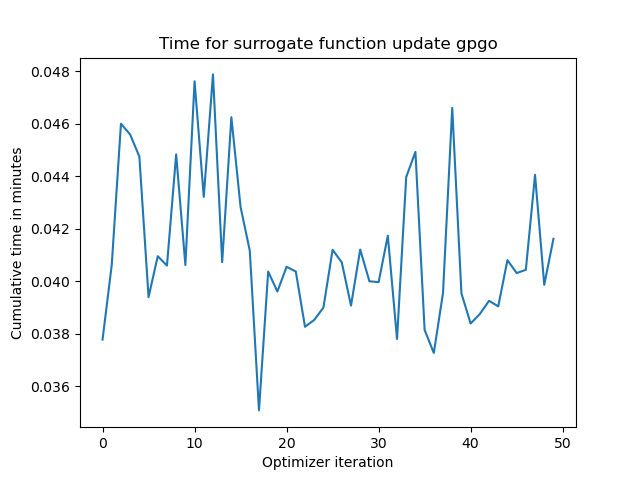 Time for surrogate function update gpgo
Cumulative time in minutes
0.048
0.046
0.044
0.042
0.040
0.038
0.036
0 10 20 30 40 50
Optimizer iteration